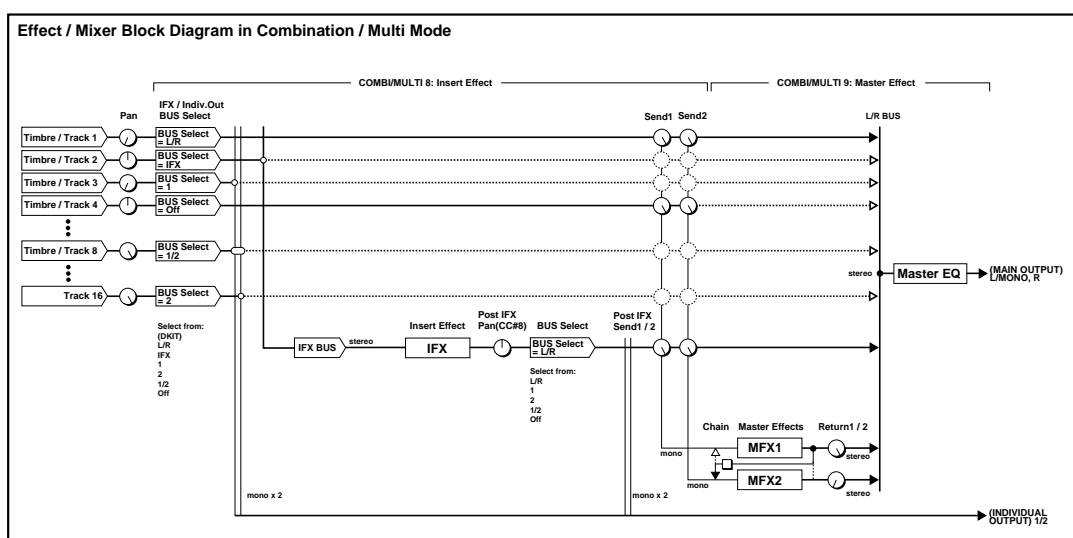 Effect / Mixer Block Diagram in Combination / Multi Mode
COMBI/MULTI 8: Insert Effect
COMBI/MULTI 9: Master Effect
Pan
IFX / Indiv.Out
BUS Select
Send1
Send2
L/R BUS
Timbre / Track 1
BUS Select
= L/R
Timbre / Track 2
BUS Select
= IFX
Timbre / Track 3
BUS Select
= 1
Timbre / Track 4
BUS Select
= Off
Timbre / Track 8
BUS Select
= 1/2
stereo
Master EQ
(MAIN OUTPUT)
L/MONO, R
Track 16
BUS Select
= 2
Select from:
(DKIT)
L/R
IFX
1
2
1/2
Off
IFX BUS
stereo
Insert Effect
IFX
Post IFX
Pan(CC#8)
BUS Select
BUS Select
= L/R
Select from:
L/R
1
2
1/2
Off
Post IFX
Send1 / 2
Chain
Master Effects
Return1 / 2
mono
MFX1
stereo
mono
MFX2
stereo
mono x 2
mono x 2
(INDIVIDUAL
OUTPUT) 1/2